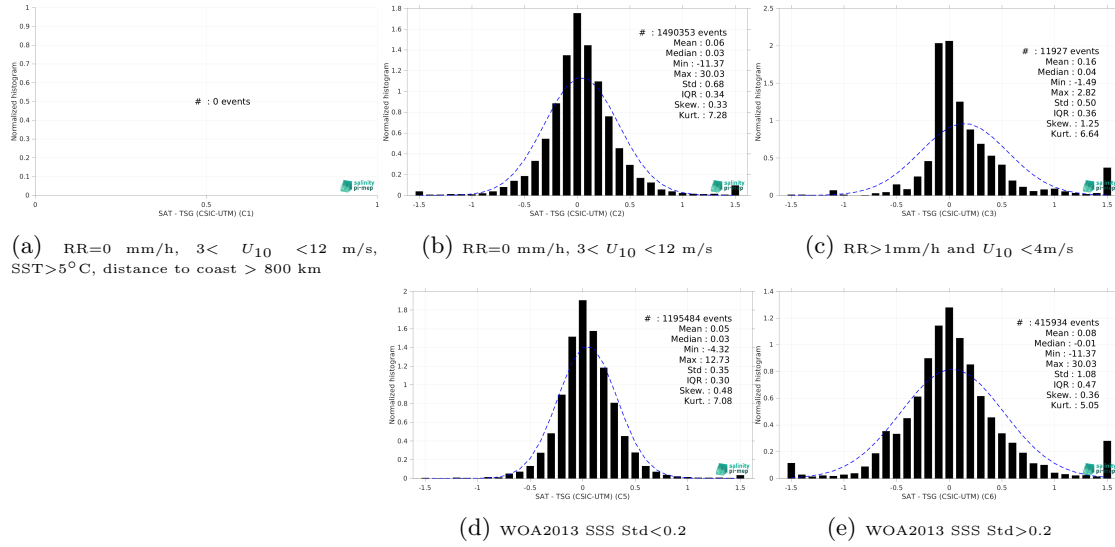 Normalized histogram
1
0.9
0.8
0.7
0.6
0.5
0.4
0.3
0.2
0.1
0
# : 0 events
salinity
pi-mep
0 0.5 1
SAT - TSG (CSIC-UTM) (C1)
(a) RR=0 mm/h, 3< U10 <12 m/s,
SST>5°C, distance to coast > 800 km
Normalized histogram
1.8
1.6
1.4
1.2
1
0.8
0.6
0.4
0.2
0
# : 1490353 events
Mean : 0.06
Median : 0.03
Min : -11.37
Max : 30.03
Std : 0.68
IQR : 0.34
Skew. : 0.33
Kurt. : 7.28
salinity
pi-mep
-1.5 -1 -0.5 0 0.5 1 1.5
SAT - TSG (CSIC-UTM) (C2)
(b) RR=0 mm/h, 3< U10 <12 m/s
Normalized histogram
2.5
2
1.5
1
0.5
0
# : 11927 events
Mean : 0.16
Median : 0.04
Min : -1.49
Max : 2.82
Std : 0.50
IQR : 0.36
Skew. : 1.25
Kurt. : 6.64
salinity
pi-mep
-1.5 -1 -0.5 0 0.5 1 1.5
SAT - TSG (CSIC-UTM) (C3)
(c) RR>1mm/h and U10 <4m/s
Normalized histogram
2
1.8
1.6
1.4
1.2
1
0.8
0.6
0.4
0.2
0
# : 1195484 events
Mean : 0.05
Median : 0.03
Min : -4.32
Max : 12.73
Std : 0.35
IQR : 0.30
Skew. : 0.48
Kurt. : 7.08
salinity
pi-mep
-1.5 -1 -0.5 0 0.5 1 1.5
SAT - TSG (CSIC-UTM) (C5)
(d) WOA2013 SSS Std<0.2
Normalized histogram
1.4
1.2
1
0.8
0.6
0.4
0.2
0
# : 415934 events
Mean : 0.08
Median : -0.01
Min : -11.37
Max : 30.03
Std : 1.08
IQR : 0.47
Skew. : 0.36
Kurt. : 5.05
salinity
pi-mep
-1.5 -1 -0.5 0 0.5 1 1.5
SAT - TSG (CSIC-UTM) (C6)
(e) WOA2013 SSS Std>0.2